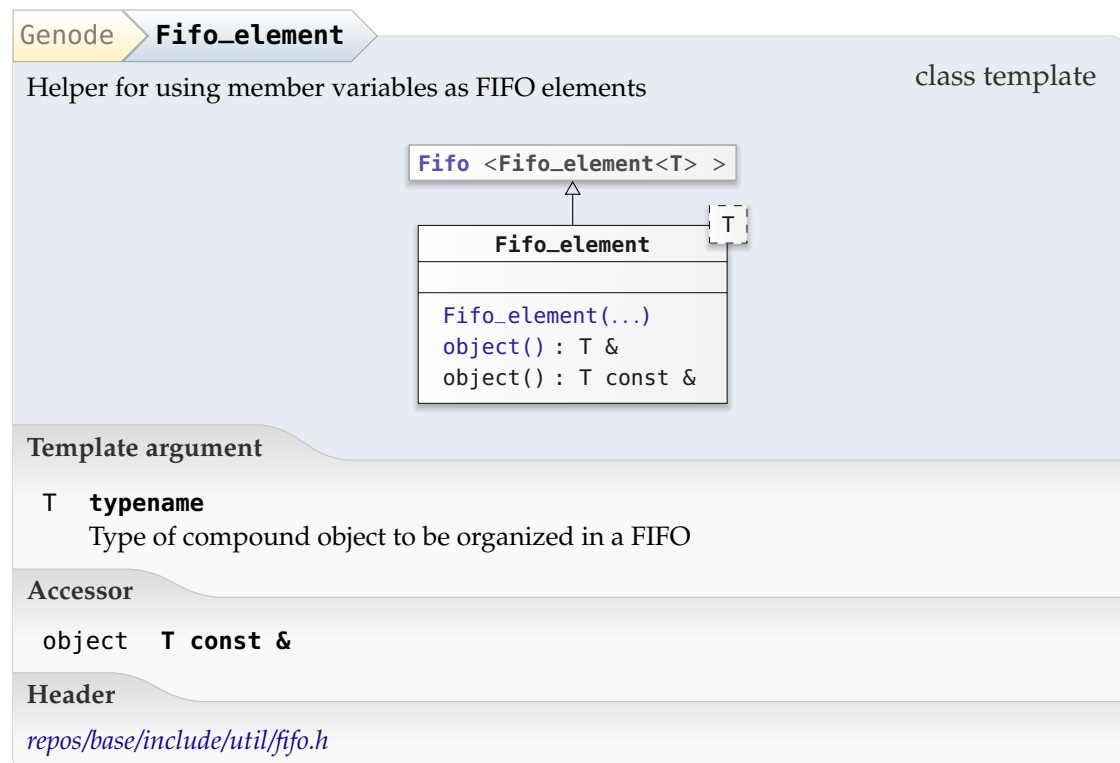 Genode Fifo_element
Helper for using member variables as FIFO elements
class template
Fifo <Fifo_element<T> >
T
Fifo_element
Fifo_element(...)
object() : T &
object() : T const &
Template argument
T typename
Type of compound object to be organized in a FIFO
Accessor
object T const &
Header
repos/base/include/util/fifo.h